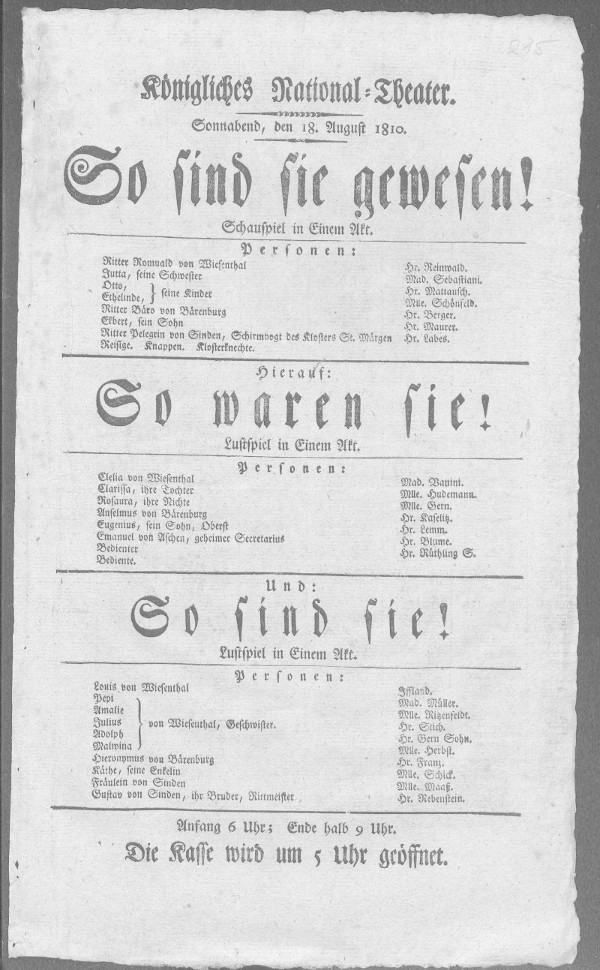 215
Königliches National-Theater.
Sonnabend, den 18. August 1810.
So sind sie gewesen!
Schauspiel in Einem Akt.
Personen:
Ritter Romuald von Wiesenthal Hr. Reinwald.
Jutta, seine Schwester Mad. Sebastiani.
Otto, Hr. Mattausch.
Ethelinde, } seine Kinder Mlle. Schönfeld.
Ritter Bäro von Bärenburg Hr. Berger.
Ekbert, sein Sohn Hr. Maurer.
Ritter Pelegrin von Sinden, Schirmvogt des Klosters St. Märgen Hr. Labes.
Reisige. Knappen. Klosterknechte.
Hierauf:
So waren sie!
Lustspiel in Einem Akt.
Personen:
Clelia von Wiesenthal Mad. Vanini.
Clarissa, ihre Tochter Mlle. Hudemann.
Rosaura, ihre Nichte Mlle. Gern.
Anselmus von Bärenburg Hr. Kaselitz.
Eugenius, sein Sohn, Oberst Hr. Lemm.
Emanuel von Aschen, geheimer Secretarius Hr. Blume.
Bedienter Hr. Rüthling S.
Bediente.
Und:
So sind sie!
Lustspiel in Einem Akt.
Personen:
Louis von Wiesenthal Iffland.
Pepi Mad. Müller.
Amalie Mlle. Ritzenfeldt.
Julius } von Wiesenthal, Geschwister. Hr. Stich.
Adolph Hr. Gern Sohn.
Malwina Mlle. Herbst.
Hieronymus von Bärenburg Hr. Franz.
Käthe, seine Enkelin Mlle. Schick.
Fräulein von Sinden Mlle. Maaß.
Gustav von Sinden, ihr Bruder, Rittmeister Hr. Rebenstein.
Anfang 6 Uhr; Ende halb 9 Uhr.
Die Kasse wird um 5 Uhr geöffnet.